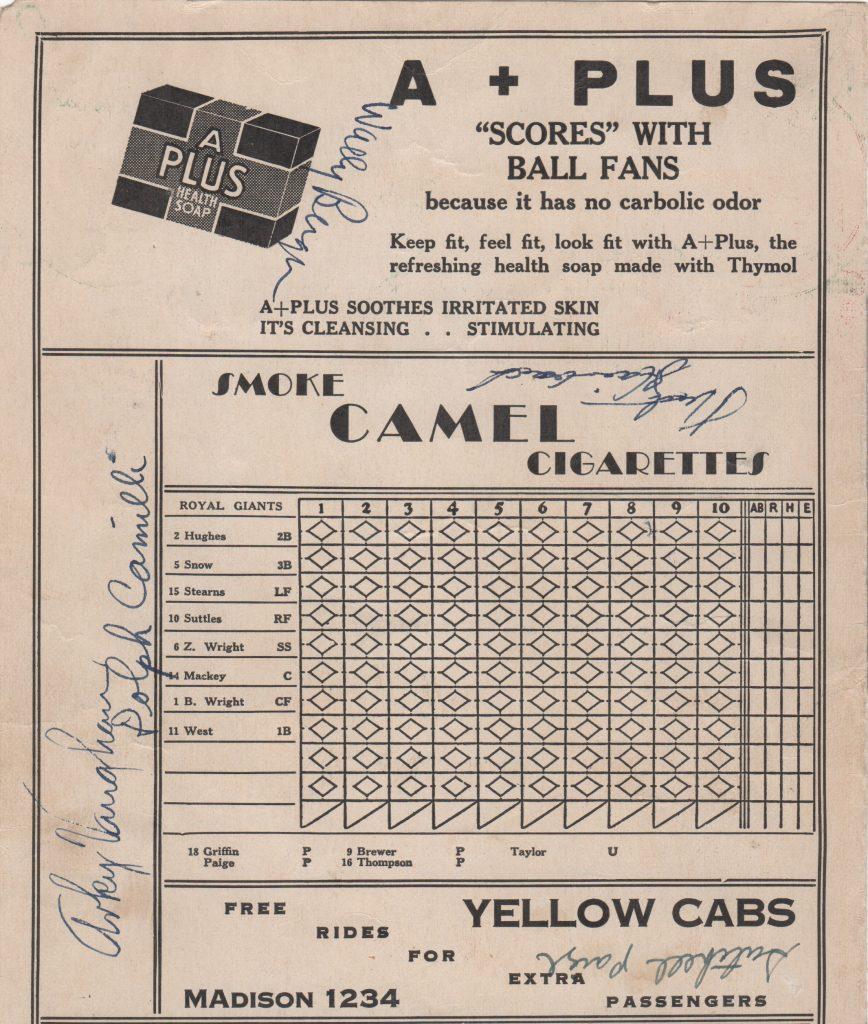 A + PLUS
"SCORES" WITH
BALL FANS
because it has no carbolic odor
Keep fit, feel fit, look fit with A+Plus, the
refreshing health soap made with Thymol
A+PLUS SOOTHES IRRITATED SKIN
IT'S CLEANSING . . STIMULATING
A
PLUS
HEALTH
SOAP
Wally Berger
SMOKE
CAMEL
CIGARETTES
Arky Vaughan
Dolph Camilli
ROYAL GIANTS 1 2 3 4 5 6 7 8 9 10 AB R H E
2 Hughes 2B
5 Snow 3B
15 Stearns LF
10 Suttles RF
6 Z. Wright SS
14 Mackey C
1 B. Wright CF
11 West 1B
18 Griffin P 9 Brewer P Taylor U
Paige P 16 Thompson P
FREE
RIDES
FOR
EXTRA
PASSENGERS
YELLOW CABS
MADISON 1234
Satchell Paige